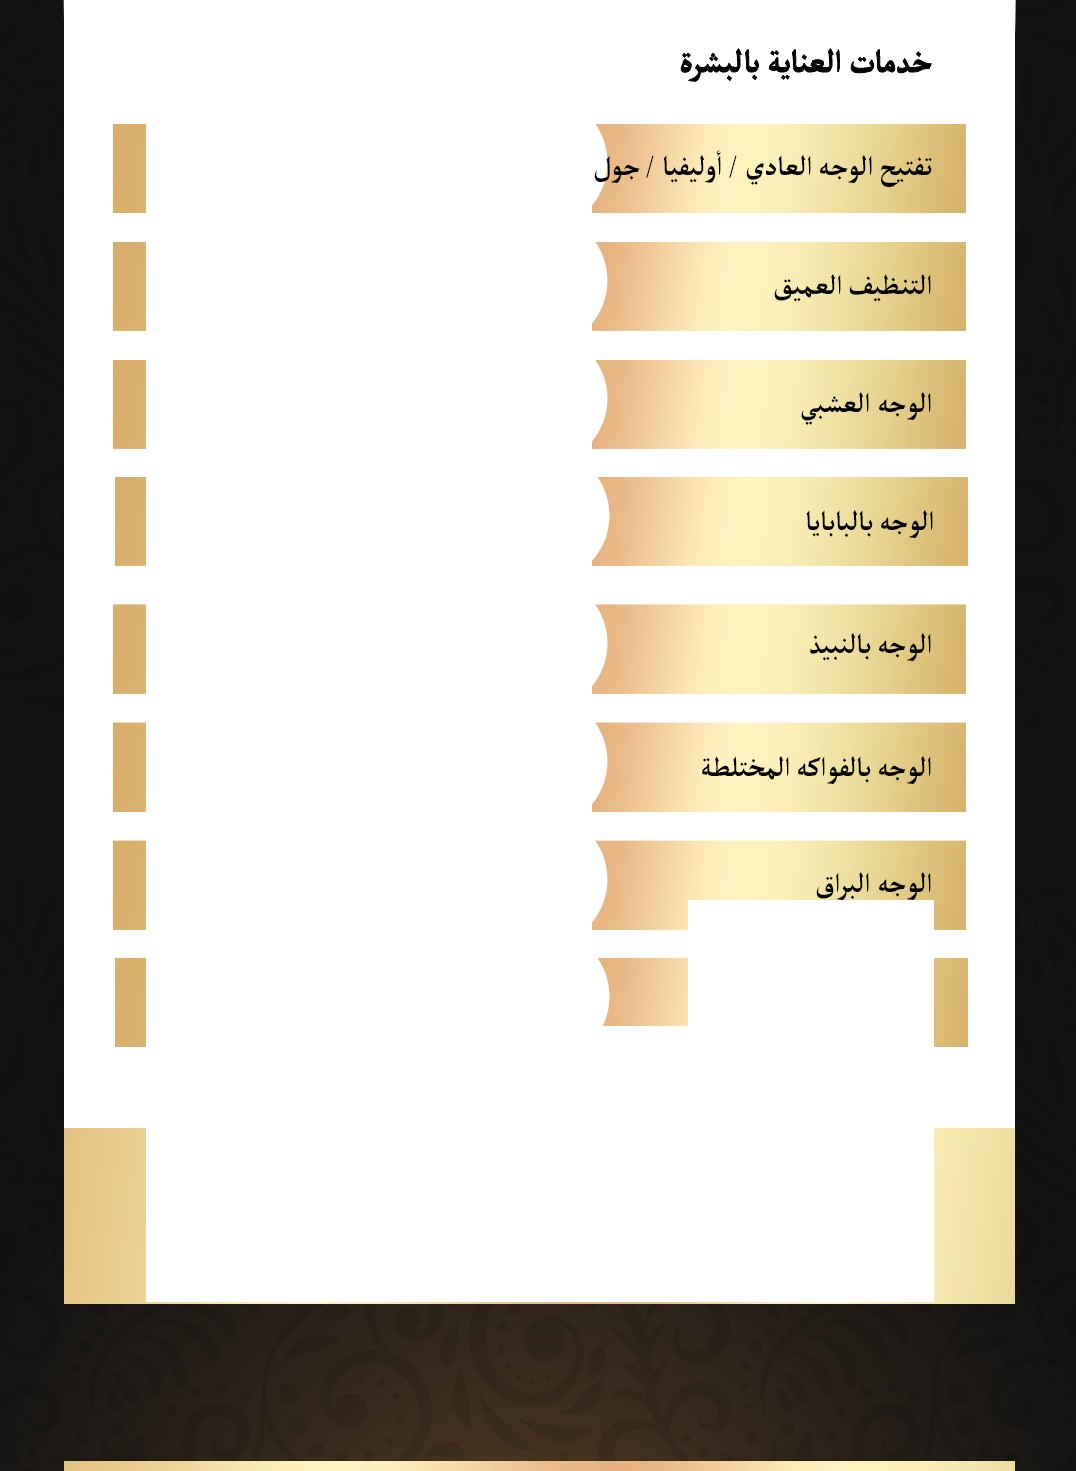 خدمات العناية بالبشرة
تفتيح الوجه العادي / أوليفيا / جول
التنظيف العميق
الوجه العشبي
الوجه بالبابايا
الوجه بالنبيذ
الوجه بالفواكه المختلطة
الوجه البراق